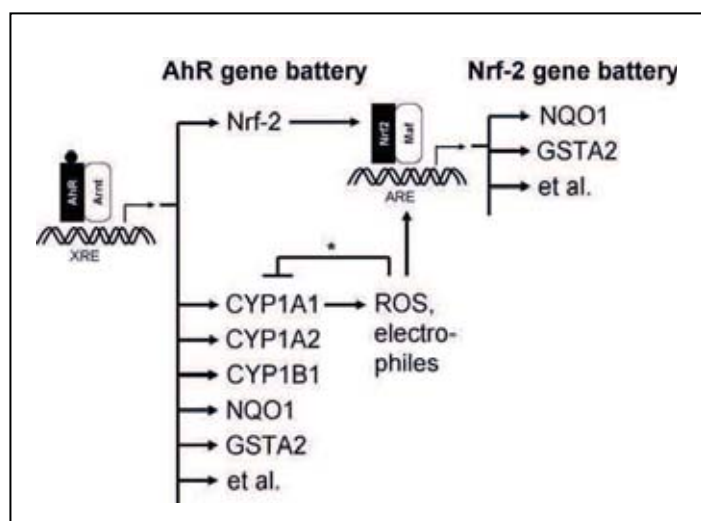 AhR gene battery
Nrf-2 gene battery
Nrf-2
Nrf2
Maf
ARE
NQO1
GSTA2
et al.
AhR
Arnt
XRE
*
CYP1A1
ROS,
electro-
philes
CYP1A2
CYP1B1
NQO1
GSTA2
et al.